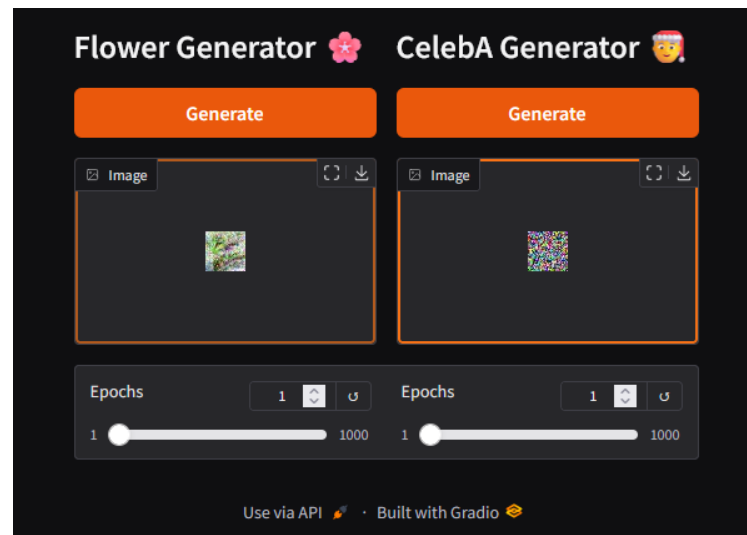 Flower Generator 🌸
CelebA Generator 🎅
Generate
Generate
Image
Image
Epochs
1
1
1000
Epochs
1
1
1000
Use via API 🚀 · Built with Gradio